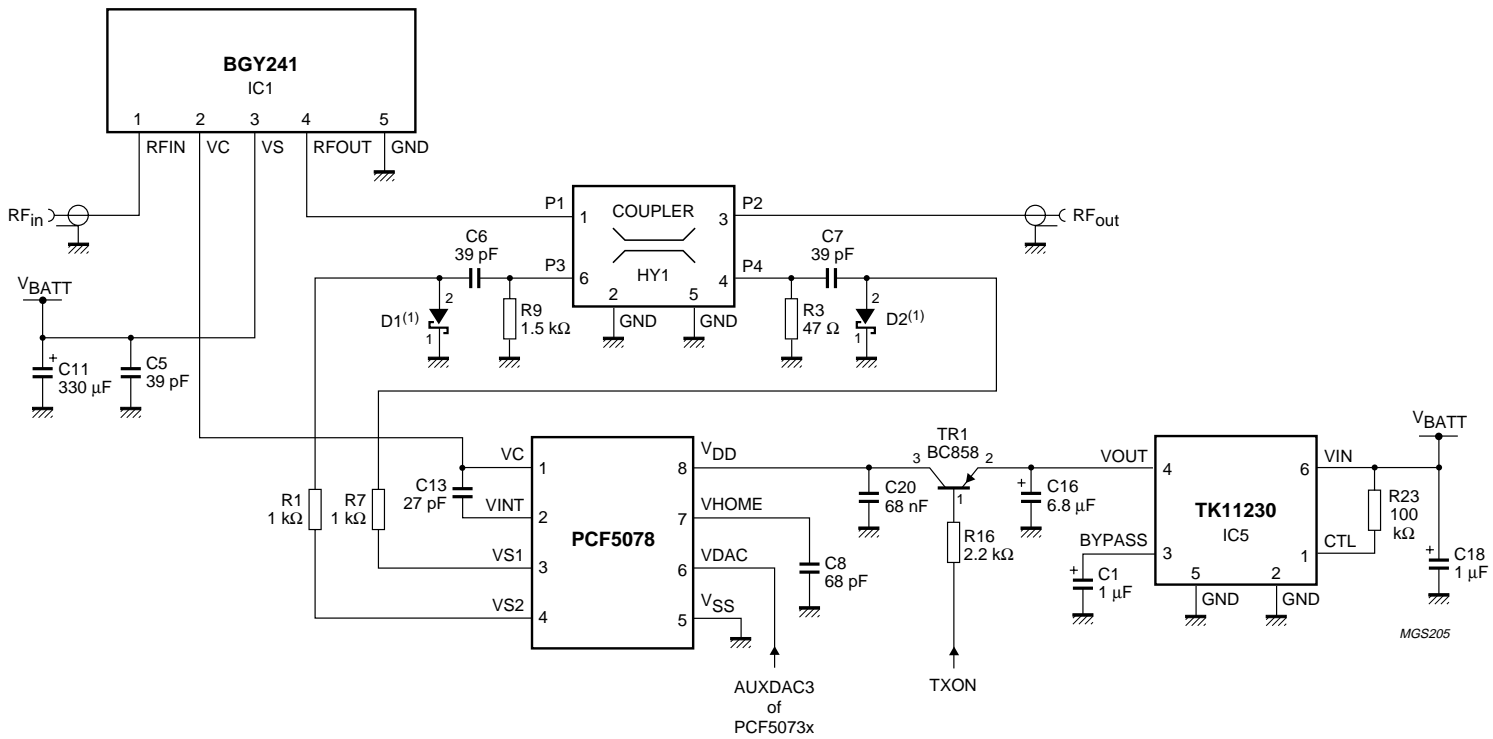 BGY241
IC1
1 2 3 4 5
RFIN VC VS RFOUT GND
RFin
RFout
P1 1 COUPLER 3 P2
C6
39 pF
C7
39 pF
P3 6 HY1 4 P4
2 5
GND GND
VBATT
D1(1) 2 1
R9
1.5 kΩ
R3
47 Ω
2 1 D2(1)
+ C11
330 µF
C5
39 pF
R1
1 kΩ
R7
1 kΩ
C13
27 pF
VC 1
VINT 2
VS1 3
VS2 4
PCF5078
8 VDD
7 VHOME
6 VDAC
5 VSS
C8
68 pF
AUXDAC3
of
PCF5073x
C20
68 nF
TR1
BC858
3 2
1
R16
2.2 kΩ
TXON
+ C16
6.8 µF
VOUT 4
BYPASS 3
+ C1
1 µF
TK11230
IC5
5 2
GND GND
6 VIN
1 CTL
VBATT
R23
100
kΩ
+ C18
1 µF
MGS205